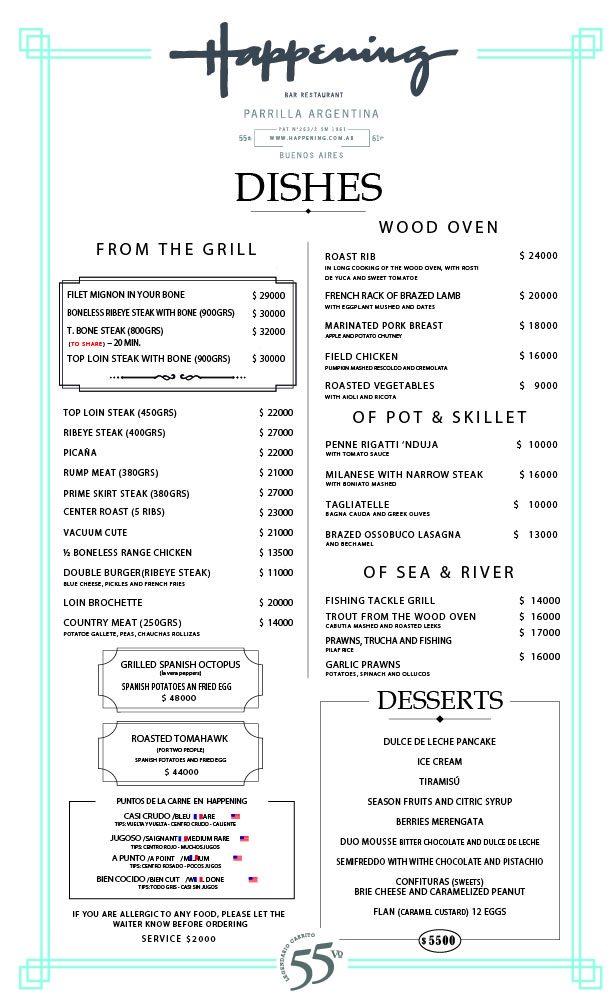 Happening
BAR RESTAURANT
PARRILLA ARGENTINA
WWW.HAPPENING.COM.AR
BUENOS AIRES
DISHES
FROM THE GRILL
FILET MIGNON IN YOUR BONE $ 29000
BONELESS RIBEYE STEAK WITH BONE (900GRS) $ 30000
T. BONE STEAK (800GRS) $ 32000
(TO SHARE) – 20 MIN.
TOP LOIN STEAK WITH BONE (900GRS) $ 30000
TOP LOIN STEAK (450GRS) $ 22000
RIBEYE STEAK (400GRS) $ 27000
PICAÑA $ 22000
RUMP MEAT (380GRS) $ 21000
PRIME SKIRT STEAK (380GRS) $ 27000
CENTER ROAST (5 RIBS) $ 23000
VACUUM CUTE $ 21000
½ BONELESS RANGE CHICKEN $ 13500
DOUBLE BURGER(RIBEYE STEAK) $ 11000
BLUE CHEESE, PICKLES AND FRENCH FRIES
LOIN BROCHETTE $ 20000
COUNTRY MEAT (250GRS) $ 14000
POTATOE GALLETE, PEAS, CHAUCHAS ROLLIZAS
GRILLED SPANISH OCTOPUS
(la vera peppers)
SPANISH POTATOES AN FRIED EGG
$ 48000
ROASTED TOMAHAWK
(FOR TWO PEOPLE)
SPANISH POTATOES AND FRIED EGG
$ 44000
PUNTOS DE LA CARNE EN HAPPENING
CASI CRUDO /BLEU ARE
TIPS: VUELTA Y VUELTA - CENTRO CRUDO - CALIENTE
JUGOSO /SAIGNANT MEDIUM RARE
TIPS: CENTRO ROJO - MUCHOS JUGOS
A PUNTO /A POINT /M UM
TIPS: CENTRO ROSADO - POCOS JUGOS
BIEN COCIDO /BIEN CUIT /W L DONE
TIPS: TODO GRIS - CASI SIN JUGOS
IF YOU ARE ALLERGIC TO ANY FOOD, PLEASE LET THE
WAITER KNOW BEFORE ORDERING
SERVICE $2000
WOOD OVEN
ROAST RIB $ 24000
IN LONG COOKING OF THE WOOD OVEN, WITH ROSTI
DE YUCA AND SWEET TOMATOE
FRENCH RACK OF BRAZED LAMB $ 20000
WITH EGGPLANT MUSHED AND DATES
MARINATED PORK BREAST $ 18000
APPLE AND POTATO CHUTNEY
FIELD CHICKEN $ 16000
PUMPKIN MASHED RESCOLDO AND CREMOLATA
ROASTED VEGETABLES $ 9000
WITH AIOLI AND RICOTA
OF POT & SKILLET
PENNE RIGATTI ‘NDUJA $ 10000
WITH TOMATO SAUCE
MILANESE WITH NARROW STEAK $ 16000
WITH BONIATO MASHED
TAGLIATELLE $ 10000
BAGNA CAUDA AND GREEK OLIVES
BRAZED OSSOBUCO LASAGNA $ 13000
AND BECHAMEL
OF SEA & RIVER
FISHING TACKLE GRILL $ 14000
TROUT FROM THE WOOD OVEN $ 16000
CABUTIA MASHED AND ROASTED LEEKS
$ 17000
PRAWNS, TRUCHA AND FISHING
PILAF RICE
$ 16000
GARLIC PRAWNS
POTATOES, SPINACH AND OLLUCOS
DESSERTS
DULCE DE LECHE PANCAKE
ICE CREAM
TIRAMISÚ
SEASON FRUITS AND CITRIC SYRUP
BERRIES MERENGATA
DUO MOUSSE BITTER CHOCOLATE AND DULCE DE LECHE
SEMIFREDDO WITH WITHE CHOCOLATE AND PISTACHIO
CONFITURAS (SWEETS)
BRIE CHEESE AND CARAMELIZED PEANUT
FLAN (CARAMEL CUSTARD) 12 EGGS
$ 5500
LEGENDARIO CARRITO
55